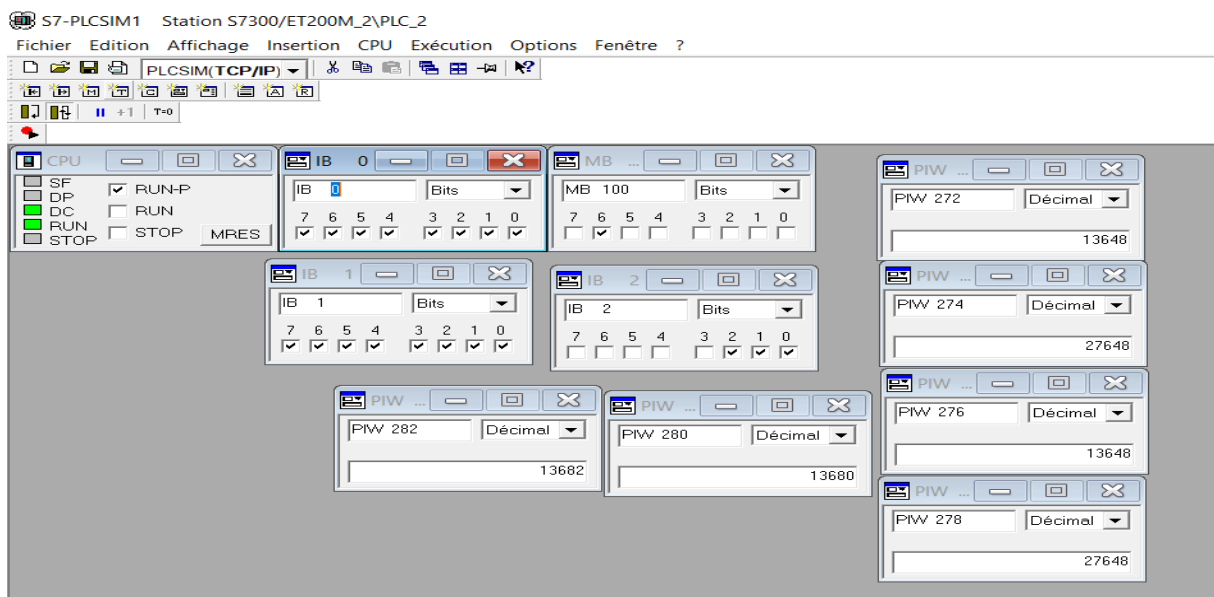 S7-PLCSIM1 Station S7300/ET200M_2\PLC_2
Fichier Edition Affichage Insertion CPU Exécution Options Fenêtre ?
PLCSIM(TCP/IP)
+1 T=0
CPU
SF
DP
DC
RUN
STOP
RUN-P
RUN
STOP
MRES
IB 0
IB 0 Bits
7 6 5 4 3 2 1 0
MB ...
MB 100 Bits
7 6 5 4 3 2 1 0
PIW ...
PIW 272 Décimal
13648
IB 1
IB 1 Bits
7 6 5 4 3 2 1 0
IB 2
IB 2 Bits
7 6 5 4 3 2 1 0
PIW ...
PIW 274 Décimal
27648
PIW ...
PIW 282 Décimal
13682
PIW ...
PIW 280 Décimal
13680
PIW ...
PIW 276 Décimal
13648
PIW ...
PIW 278 Décimal
27648